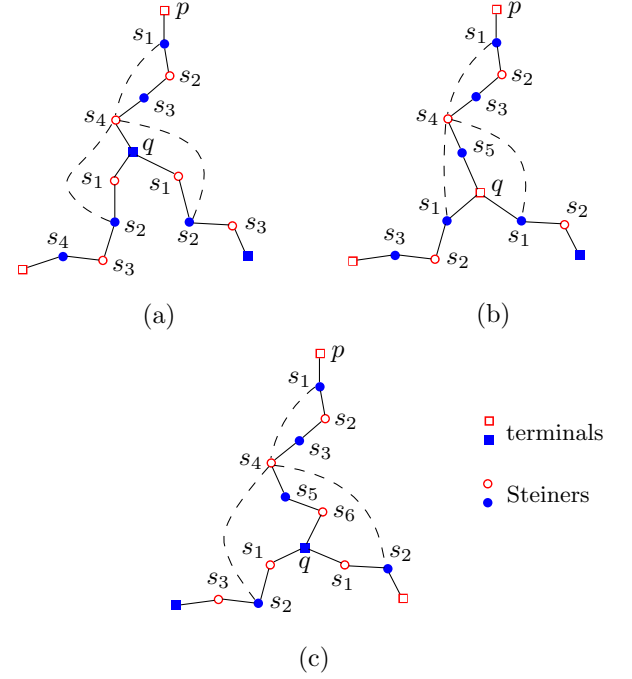 p p
s₁ s₁
s₂ s₂
s₃ s₃
s₄ s₄
q s₅
s₁ s₁ q
s₁ s₁ s₂
s₂ s₂ s₃
s₄ s₃ s₃ s₂
(a) (b)
p
s₁
s₂
s₃
terminals
s₄
s₅ s₆
Steiners
s₁ q s₁ s₂
s₃ s₂
(c)